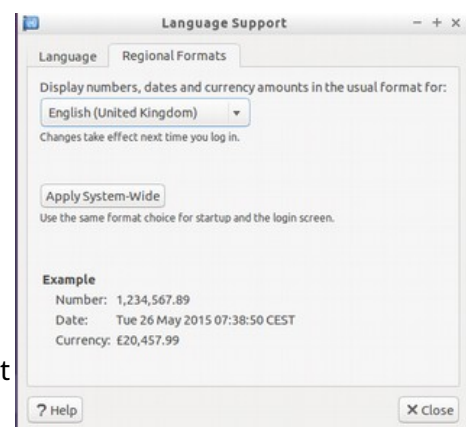 Language Support
Language Regional Formats
Display numbers, dates and currency amounts in the usual format for:
English (United Kingdom)
Changes take effect next time you log in.
Apply System-Wide
Use the same format choice for startup and the login screen.
Example
Number: 1,234,567.89
Date: Tue 26 May 2015 07:38:50 CEST
Currency: £20,457.99
t
? Help X Close